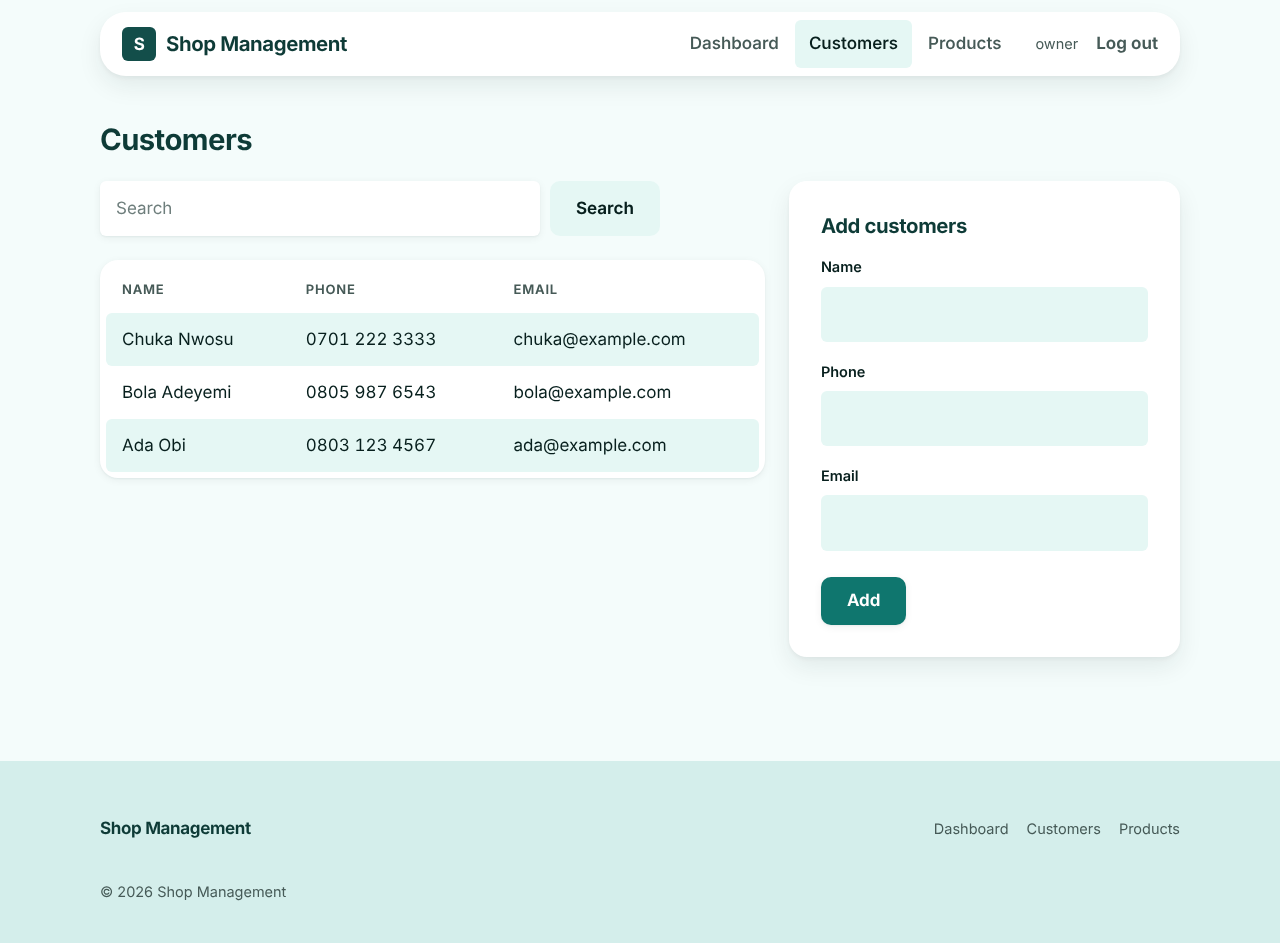 S Shop Management Dashboard Customers Products owner Log out
Customers
Search Search
NAME PHONE EMAIL
Chuka Nwosu 0701 222 3333 chuka@example.com
Bola Adeyemi 0805 987 6543 bola@example.com
Ada Obi 0803 123 4567 ada@example.com
Add customers
Name
Phone
Email
Add
Shop Management Dashboard Customers Products
© 2026 Shop Management